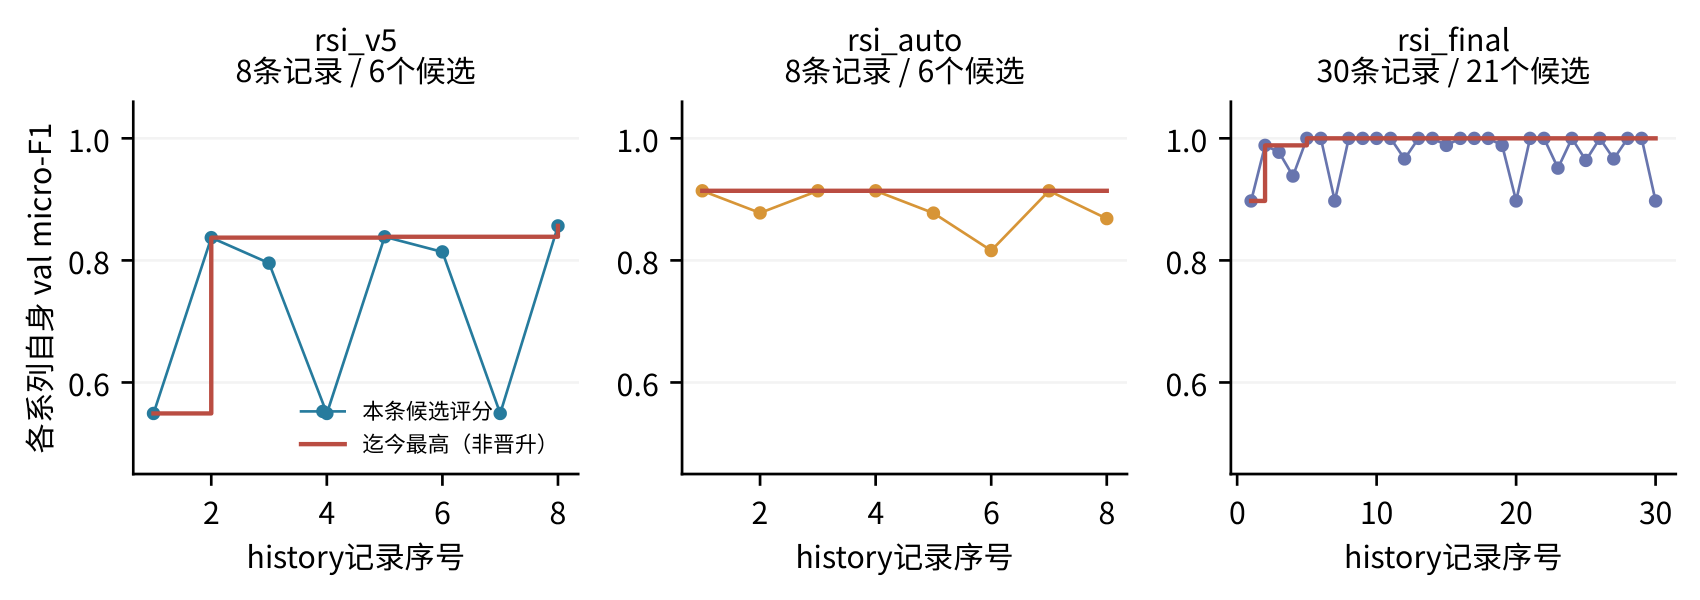 rsi_v5
8条记录 / 6个候选
各系列自身 val micro-F1
1.0
0.8
0.6
本条候选评分
迄今最高（非晋升）
2 4 6 8
history记录序号
rsi_auto
8条记录 / 6个候选
1.0
0.8
0.6
2 4 6 8
history记录序号
rsi_final
30条记录 / 21个候选
1.0
0.8
0.6
0 10 20 30
history记录序号